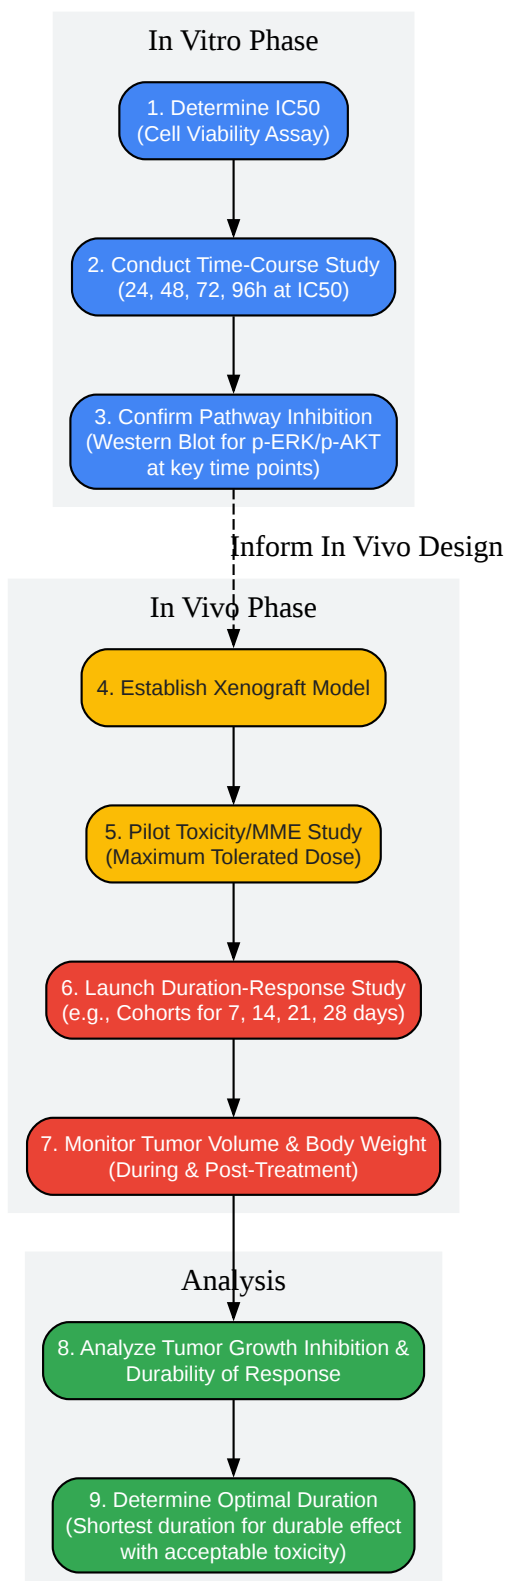 In Vitro Phase
1. Determine IC50
(Cell Viability Assay)
2. Conduct Time-Course Study
(24, 48, 72, 96h at IC50)
3. Confirm Pathway Inhibition
(Western Blot for p-ERK/p-AKT
at key time points)
Inform In Vivo Design
In Vivo Phase
4. Establish Xenograft Model
5. Pilot Toxicity/MME Study
(Maximum Tolerated Dose)
6. Launch Duration-Response Study
(e.g., Cohorts for 7, 14, 21, 28 days)
7. Monitor Tumor Volume & Body Weight
(During & Post-Treatment)
Analysis
8. Analyze Tumor Growth Inhibition &
Durability of Response
9. Determine Optimal Duration
(Shortest duration for durable effect
with acceptable toxicity)